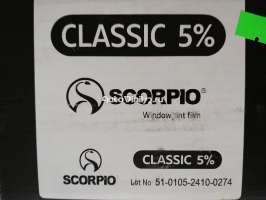 CLASSIC 5%
SCORPIO®
Window tint film
SCORPIO
CLASSIC 5%
Lot No: 51-0105-2410-0274